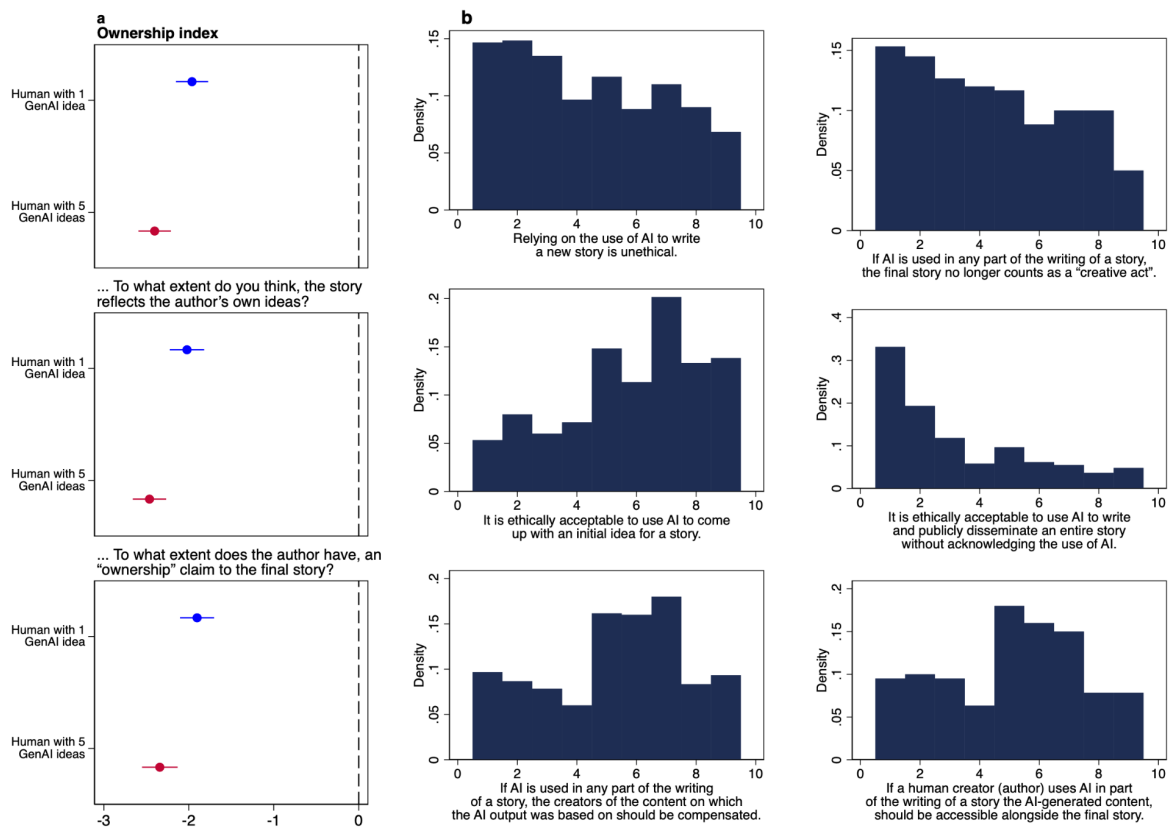 a
Ownership index
Human with 1
GenAI idea
Human with 5
GenAI ideas
... To what extent do you think, the story
reflects the author's own ideas?
Human with 1
GenAI idea
Human with 5
GenAI ideas
... To what extent does the author have, an
“ownership” claim to the final story?
Human with 1
GenAI idea
Human with 5
GenAI ideas
-3 -2 -1 0
b
Density
0 .05 .1 .15
0 2 4 6 8 10
Relying on the use of AI to write
a new story is unethical.
Density
0 .05 .1 .15
0 2 4 6 8 10
If AI is used in any part of the writing of a story,
the final story no longer counts as a “creative act”.
Density
0 .05 .1 .15 .2
0 2 4 6 8 10
It is ethically acceptable to use AI to come
up with an initial idea for a story.
Density
0 .1 .2 .3 .4
0 2 4 6 8 10
It is ethically acceptable to use AI to write
and publicly disseminate an entire story
without acknowledging the use of AI.
Density
0 .05 .1 .15 .2
0 2 4 6 8 10
If AI is used in any part of the writing
of a story, the creators of the content on which
the AI output was based on should be compensated.
Density
0 .05 .1 .15 .2
0 2 4 6 8 10
If a human creator (author) uses AI in part
of the writing of a story the AI-generated content,
should be accessible alongside the final story.